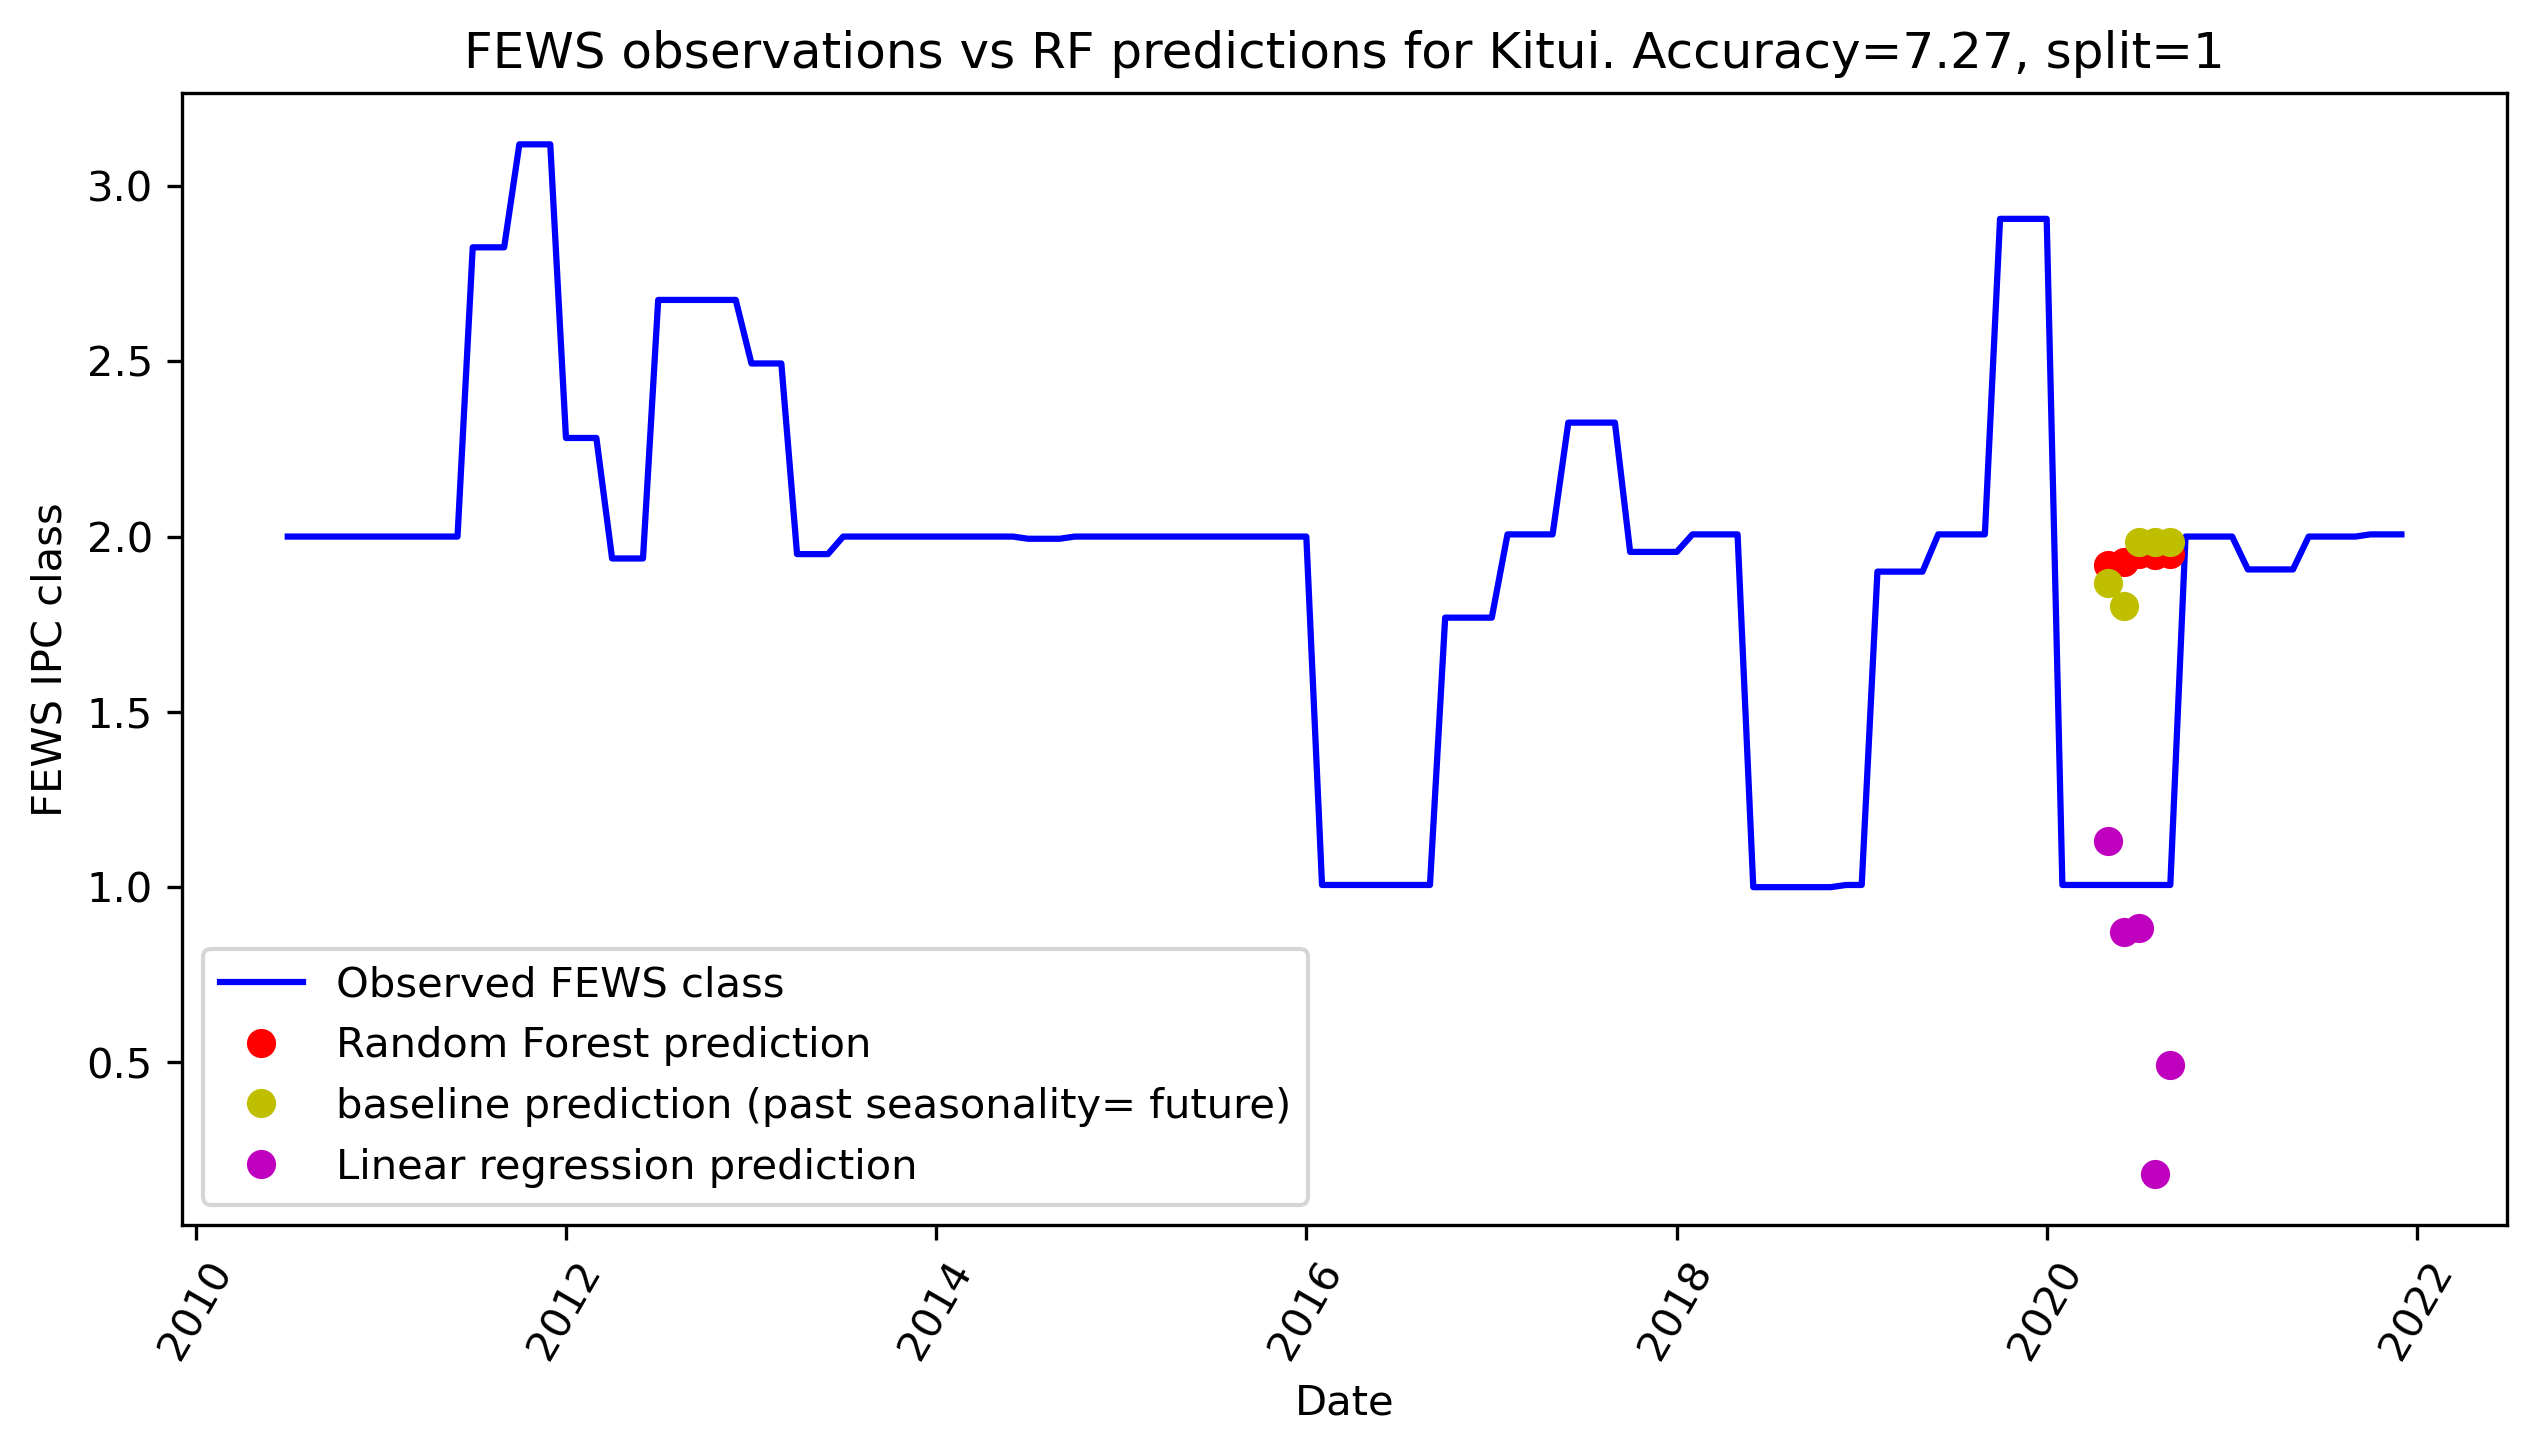 FEWS observations vs RF predictions for Kitui. Accuracy=7.27, split=1
FEWS IPC class
3.0
2.5
2.0
1.5
1.0
0.5
Observed FEWS class
Random Forest prediction
baseline prediction (past seasonality= future)
Linear regression prediction
2010
2012
2014
2016
2018
2020
2022
Date